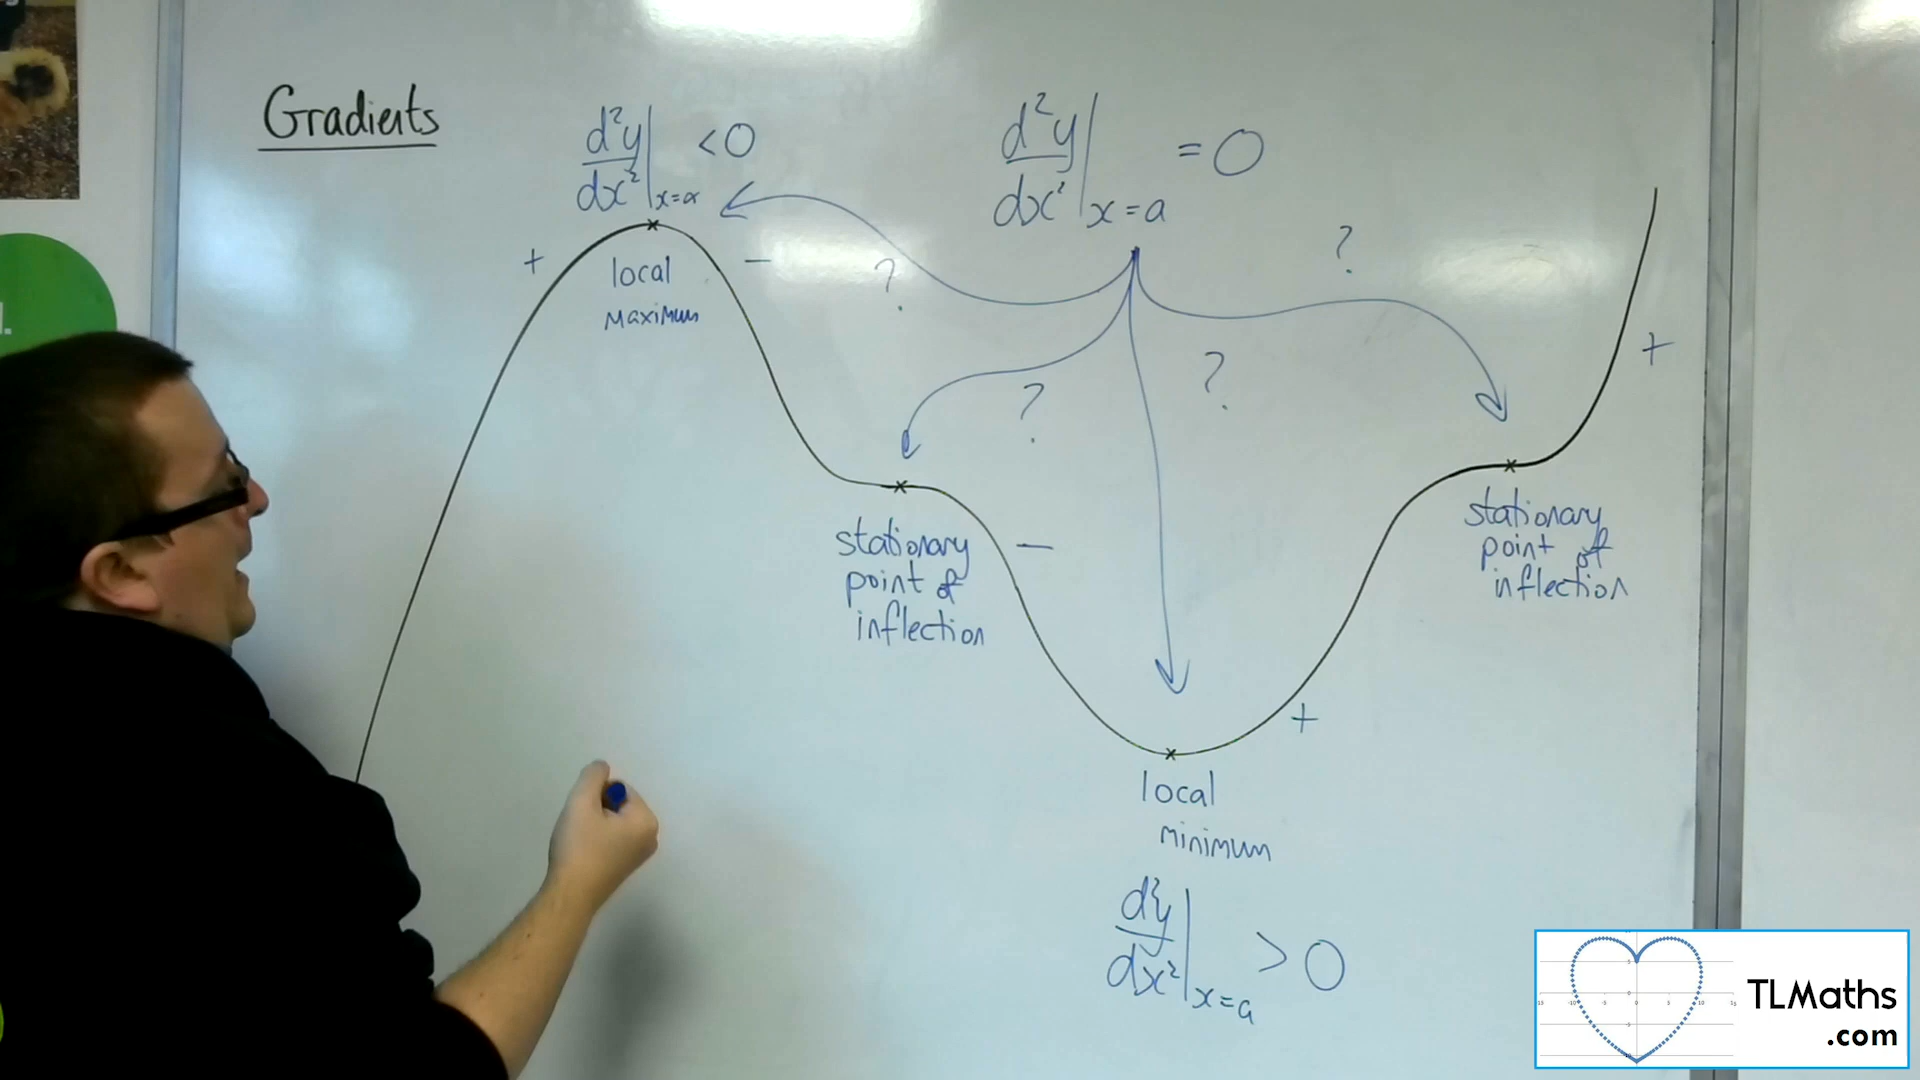 Gradients
d²y/dx² |x=a < 0
d²y/dx² |x=a = 0
+
local
maximum
−
?
?
?
?
+
stationary
point of
inflection
−
stationary
point of
inflection
+
local
minimum
d²y/dx² |x=a > 0
TLMaths
.com